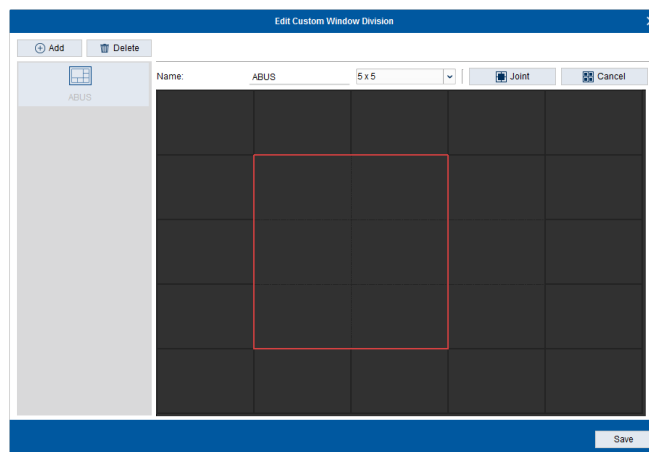 Edit Custom Window Division
Add Delete
ABUS
Name: ABUS 5 x 5 Joint Cancel
Save